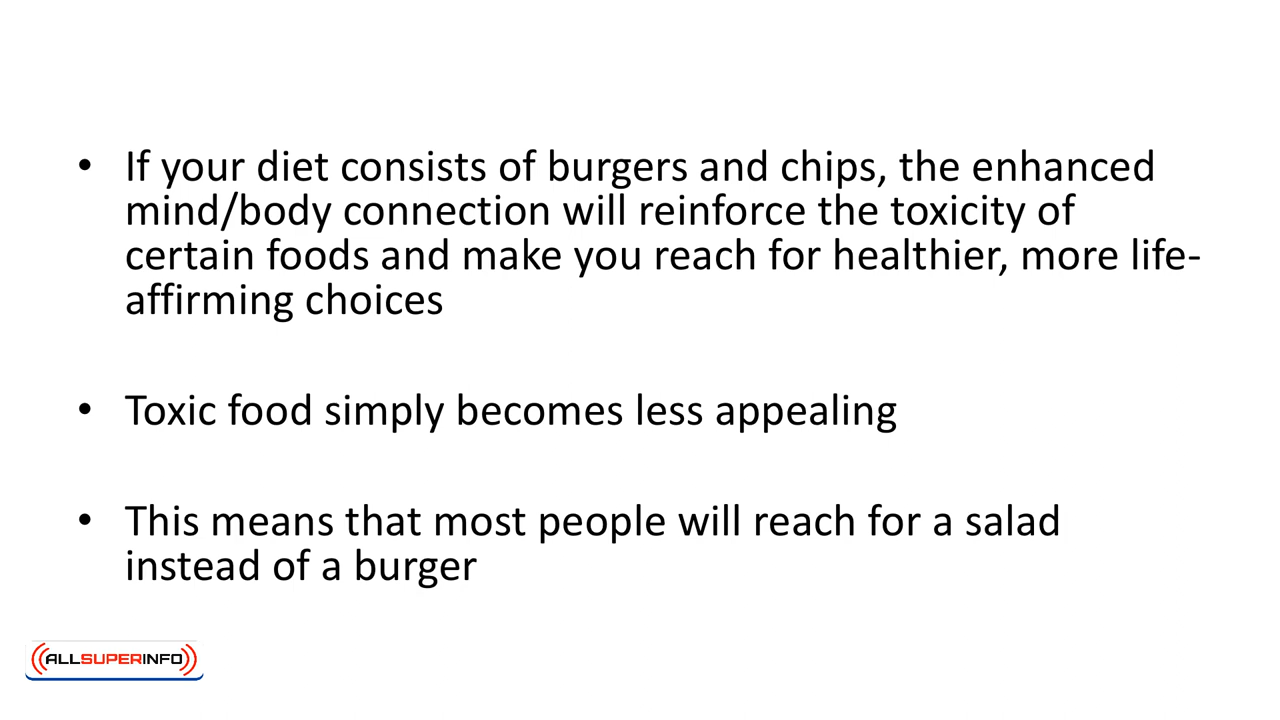 • If your diet consists of burgers and chips, the enhanced
mind/body connection will reinforce the toxicity of
certain foods and make you reach for healthier, more life-
affirming choices
• Toxic food simply becomes less appealing
• This means that most people will reach for a salad
instead of a burger
ALLSUPERINFO